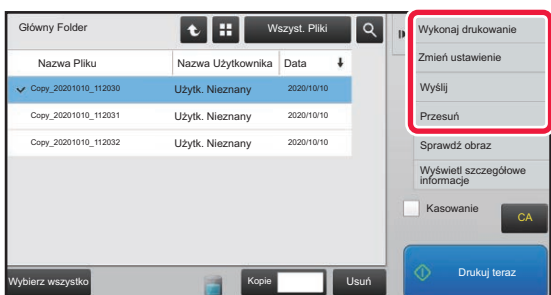 Główny Folder
Wszyst. Pliki
Nazwa Pliku Nazwa Użytkownika Data
Copy_20201010_112030 Użytk. Nieznany 2020/10/10
Copy_20201010_112031 Użytk. Nieznany 2020/10/10
Copy_20201010_112032 Użytk. Nieznany 2020/10/10
Wybierz wszystko
Kopie
Usuń
Wykonaj drukowanie
Zmień ustawienie
Wyślij
Przesuń
Sprawdź obraz
Wyświetl szczegółowe
informacje
Kasowanie
CA
Drukuj teraz